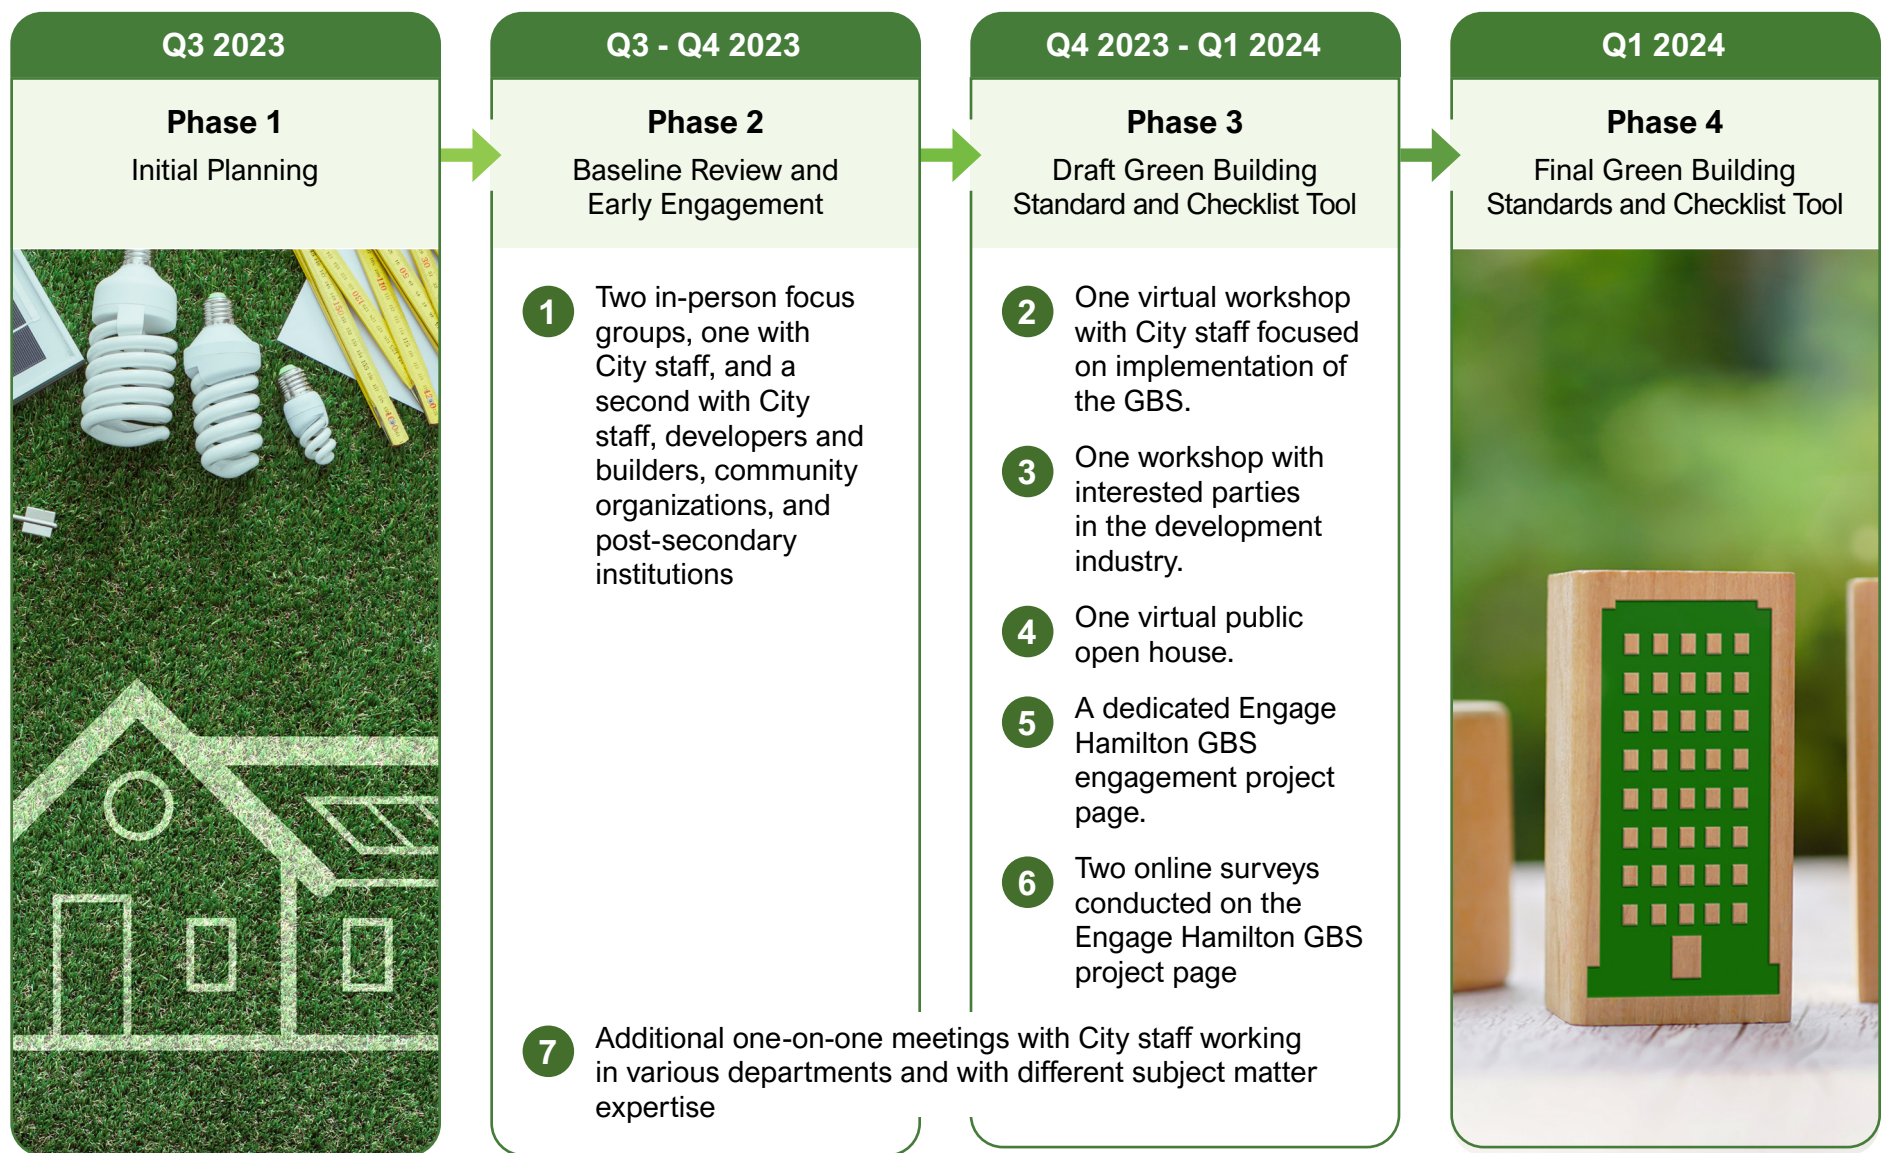 Q3 2023
Phase 1
Initial Planning
Q3 - Q4 2023
Phase 2
Baseline Review and
Early Engagement
1
Two in-person focus
groups, one with
City staff, and a
second with City
staff, developers and
builders, community
organizations, and
post-secondary
institutions
Q4 2023 - Q1 2024
Phase 3
Draft Green Building
Standard and Checklist Tool
2
One virtual workshop
with City staff focused
on implementation of
the GBS.
3
One workshop with
interested parties
in the development
industry.
4
One virtual public
open house.
5
A dedicated Engage
Hamilton GBS
engagement project
page.
6
Two online surveys
conducted on the
Engage Hamilton GBS
project page
7
Additional one-on-one meetings with City staff working
in various departments and with different subject matter
expertise
Q1 2024
Phase 4
Final Green Building
Standards and Checklist Tool